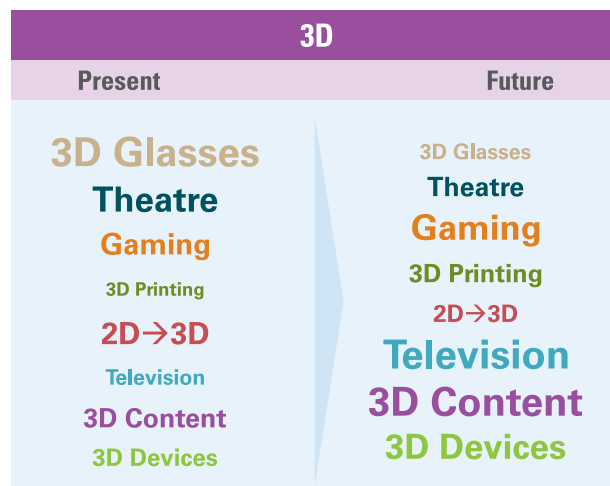 3D
Present
Future
3D Glasses
Theatre
Gaming
3D Printing
2D→3D
Television
3D Content
3D Devices
3D Glasses
Theatre
Gaming
3D Printing
2D→3D
Television
3D Content
3D Devices